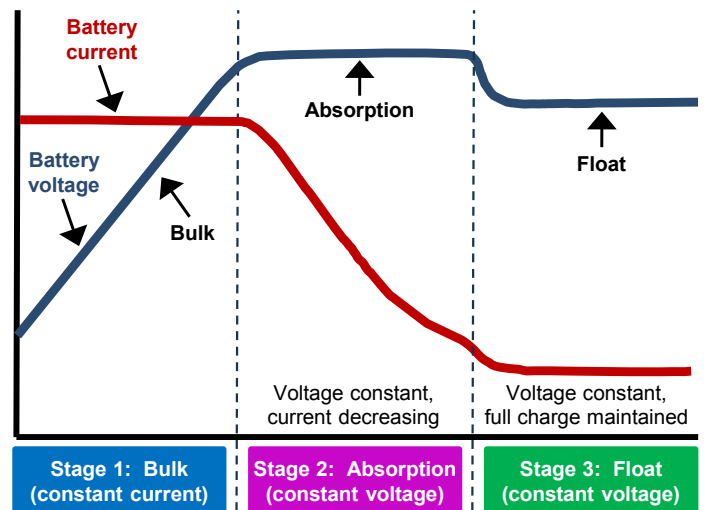 Battery
current
Absorption
Battery
voltage
Float
Bulk
Voltage constant,
current decreasing
Voltage constant,
full charge maintained
Stage 1: Bulk
(constant current)
Stage 2: Absorption
(constant voltage)
Stage 3: Float
(constant voltage)